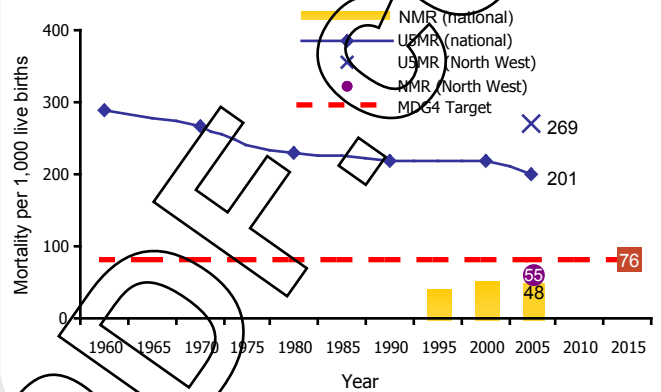 NMR (national)
U5MR (national)
U5MR (North West)
NMR (North West)
MDG4 Target
Mortality per 1,000 live births
400
300
200
100
0
269
201
76
55
48
1960 1965 1970 1975 1980 1985 1990 1995 2000 2005 2010 2015
Year